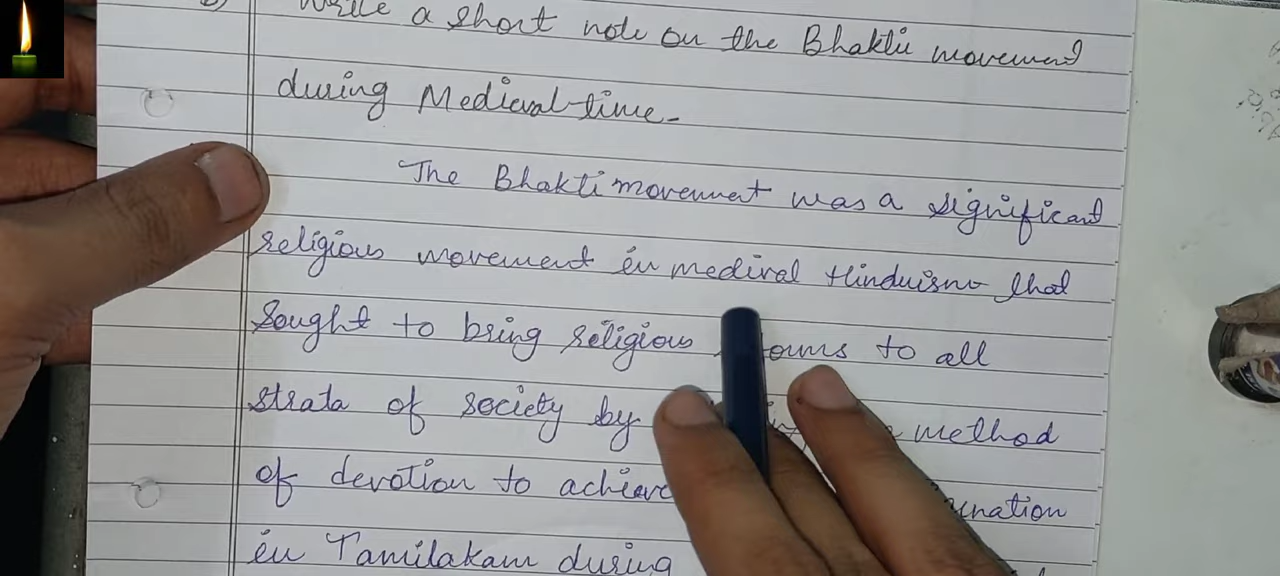 Write a short note on the Bhakti movement
during Medieval time-
The Bhakti movement was a significant
religious movement in medival Hinduism that
Sought to bring religious to all
strata of society by method
of devotion to achieve
in Tamilakam during